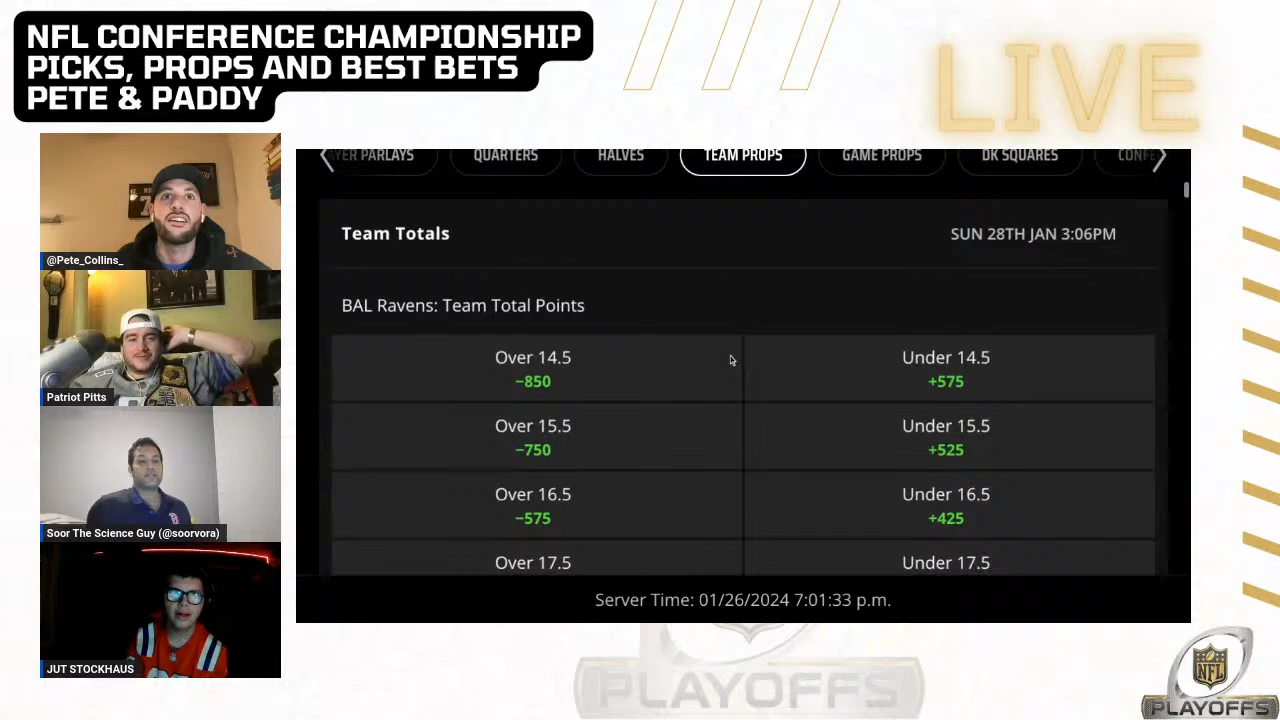 NFL CONFERENCE CHAMPIONSHIP
PICKS, PROPS AND BEST BETS
PETE & PADDY
LIVE
YER PARLAYS
QUARTERS
HALVES
TEAM PROPS
GAME PROPS
DK SQUARES
CONFE
Team Totals
SUN 28TH JAN 3:06PM
BAL Ravens: Team Total Points
Over 14.5
−850
Under 14.5
+575
Over 15.5
−750
Under 15.5
+525
Over 16.5
−575
Under 16.5
+425
Over 17.5
Under 17.5
Server Time: 01/26/2024 7:01:33 p.m.
@Pete_Collins_
Patriot Pitts
Soor The Science Guy (@soorvora)
JUT STOCKHAUS
PLAYOFFS
NFL
PLAYOFFS